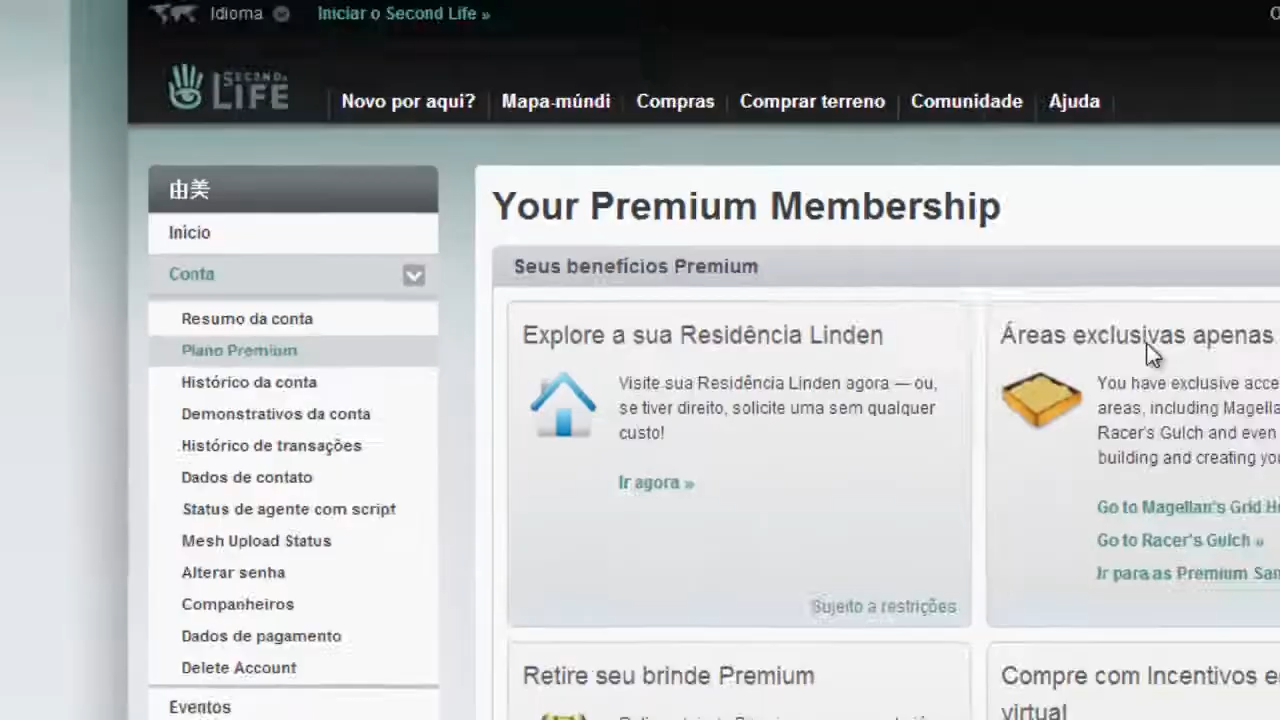 Idioma
Iniciar o Second Life »
SECOND
LIFE
Novo por aqui?
Mapa-múndi
Compras
Comprar terreno
Comunidade
Ajuda
由美
Início
Conta
Resumo da conta
Plano Premium
Histórico da conta
Demonstrativos da conta
Histórico de transações
Dados de contato
Status de agente com script
Mesh Upload Status
Alterar senha
Companheiros
Dados de pagamento
Delete Account
Eventos
Your Premium Membership
Seus benefícios Premium
Explore a sua Residência Linden
Visite sua Residência Linden agora — ou,
se tiver direito, solicite uma sem qualquer
custo!
Ir agora »
Sujeito a restrições
Áreas exclusivas apenas
You have exclusive acce
areas, including Magella
Racer's Gulch and even
building and creating you
Go to Magellan's Grid H
Go to Racer's Gulch »
Ir para as Premium San
Retire seu brinde Premium
Compre com Incentivos e
virtual